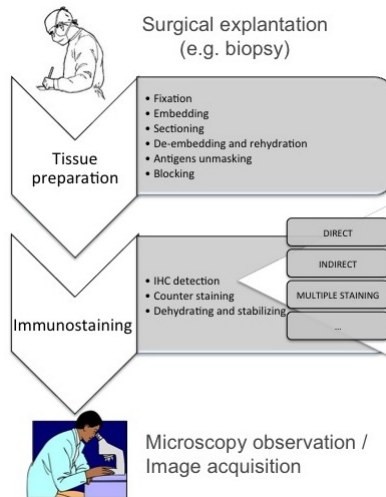 Surgical explantation
(e.g. biopsy)
Tissue
preparation
• Fixation
• Embedding
• Sectioning
• De-embedding and rehydration
• Antigens unmasking
• Blocking
Immunostaining
• IHC detection
• Counter staining
• Dehydrating and stabilizing
DIRECT
INDIRECT
MULTIPLE STAINING
...
Microscopy observation /
Image acquisition